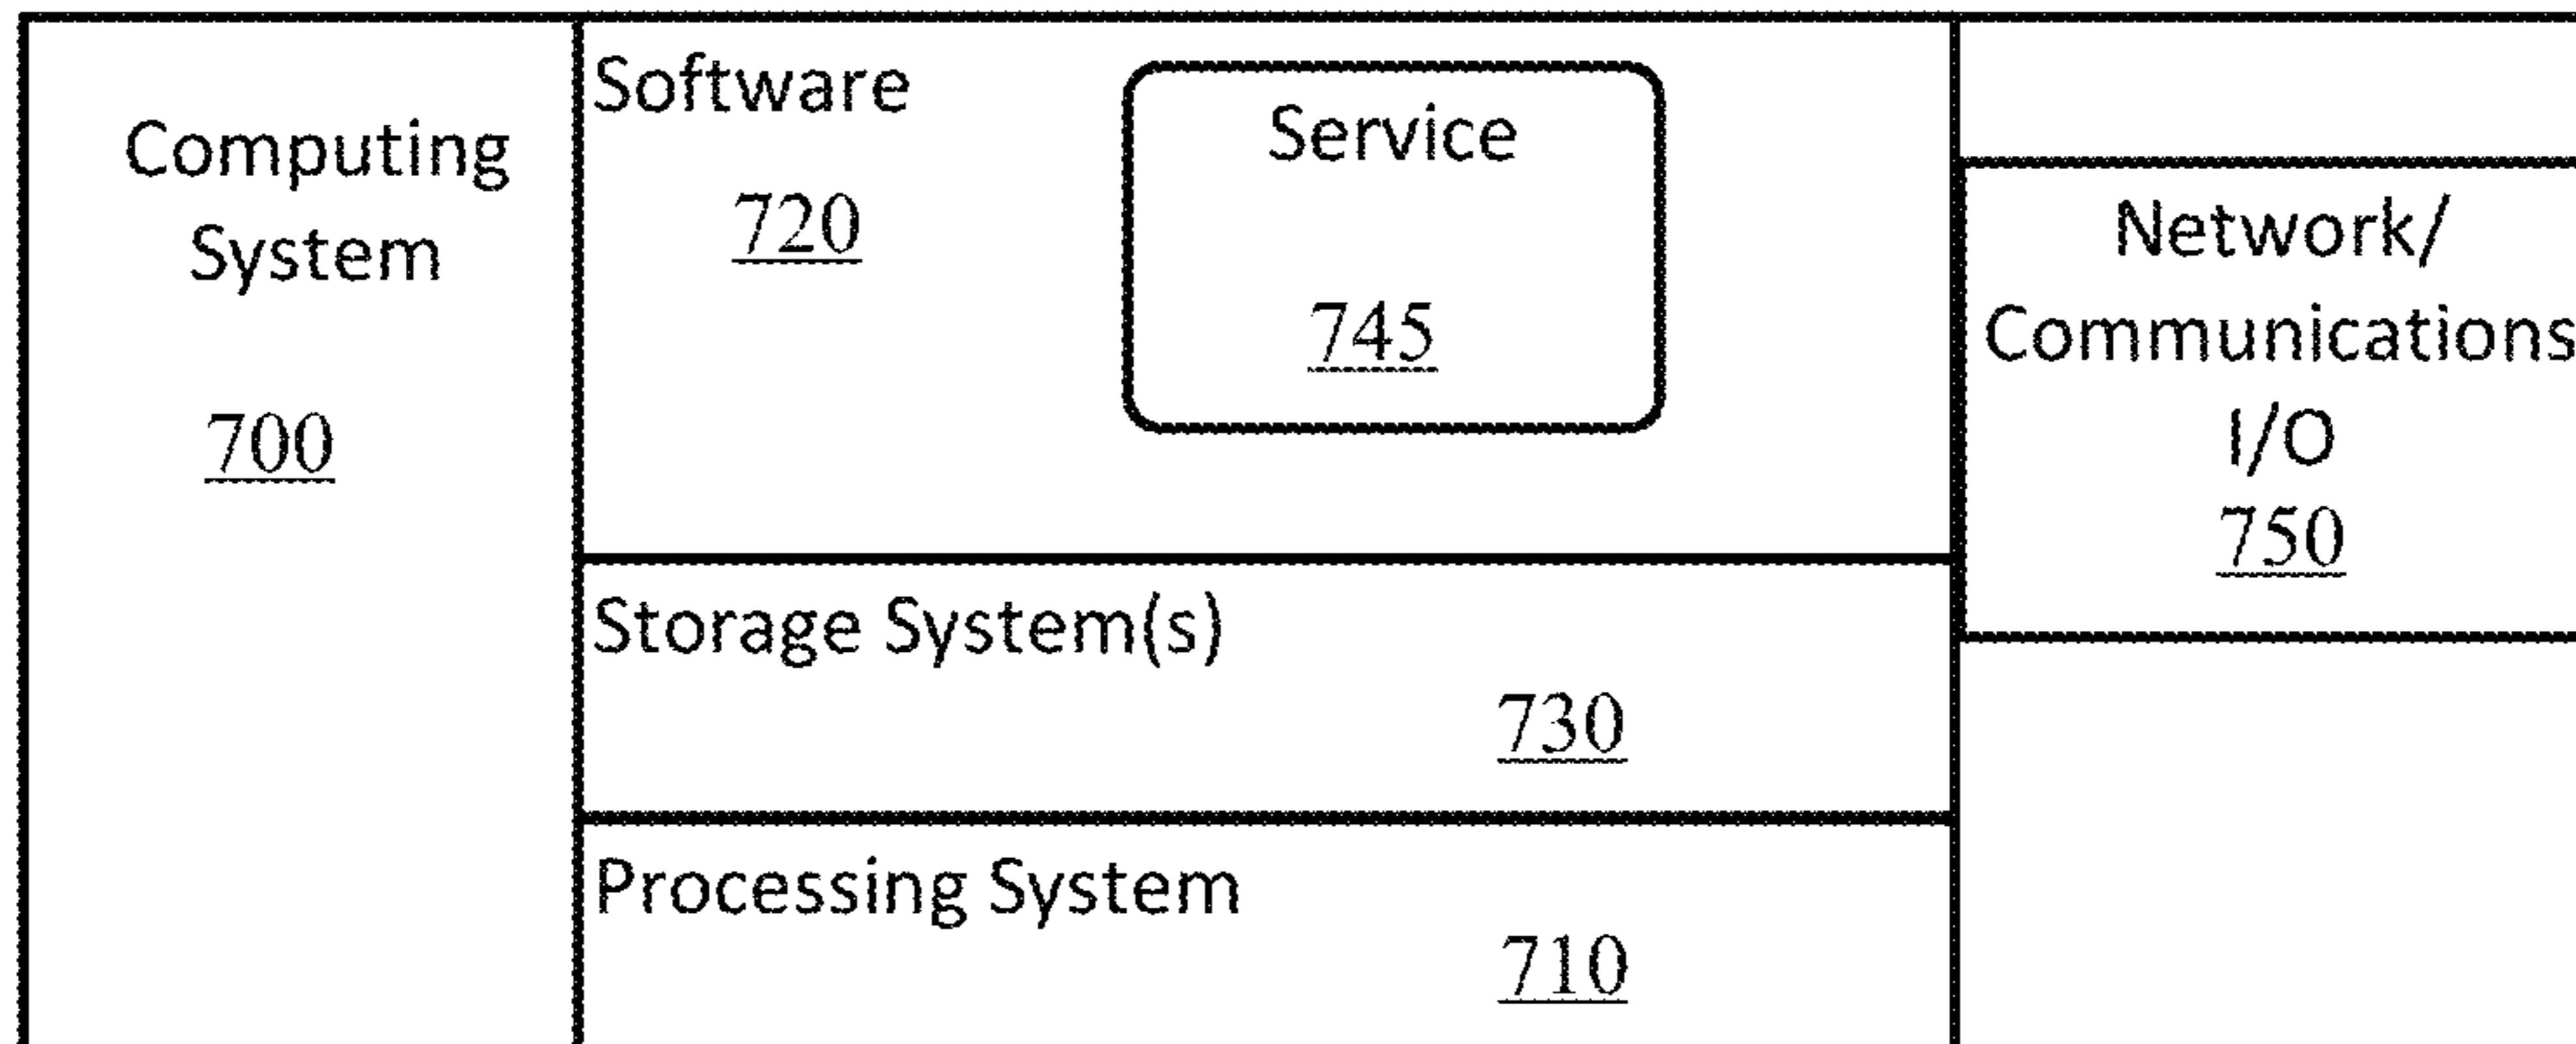 Computing
System
700
Software
720
Service
745
Storage System(s)
730
Processing System
710
Network/
Communications
I/O
750